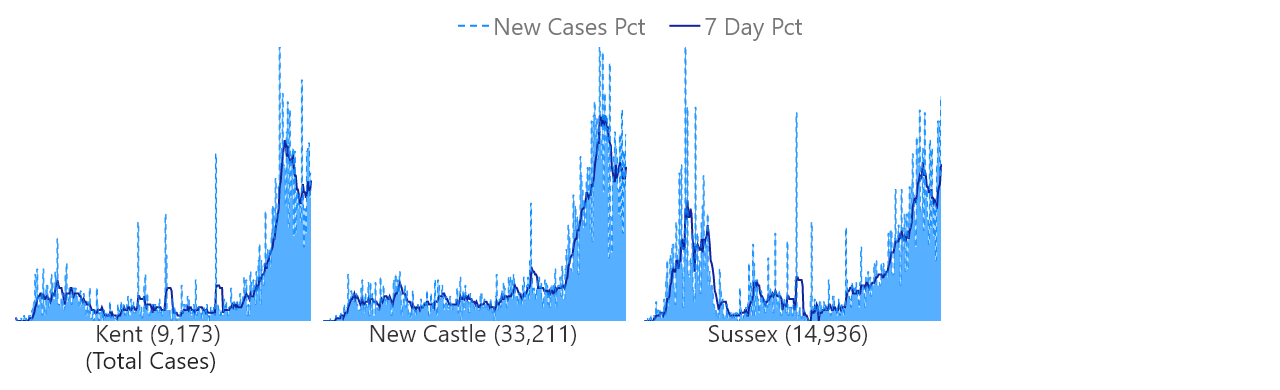 New Cases Pct 7 Day Pct
Kent (9,173) New Castle (33,211) Sussex (14,936)
(Total Cases)